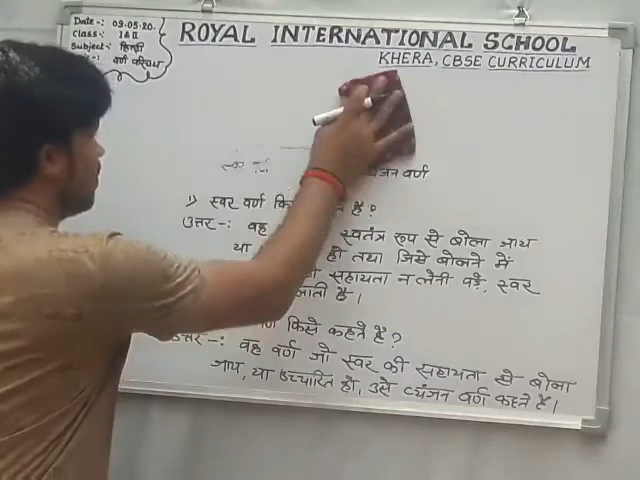 Date -: 09.05.20.
Class -: I & II
Subject -: हिन्दी
वर्ण परिचय
ROYAL INTERNATIONAL SCHOOL
KHERA, CBSE CURRICULUM
स्वर वर्ण
व्यंजन वर्ण
1) स्वर वर्ण है?
उत्तर -: वह स्वतंत्र रूप से बोला जाय
या हो तथा जिसे बोलने में
सहायता न लेनी पड़े, स्वर
जाती है।
किसे कहते है?
उत्तर -: वह वर्ण जो स्वर की सहायता से बोला
जाय, या उच्चारित हो, उसे व्यंजन वर्ण कहते है।